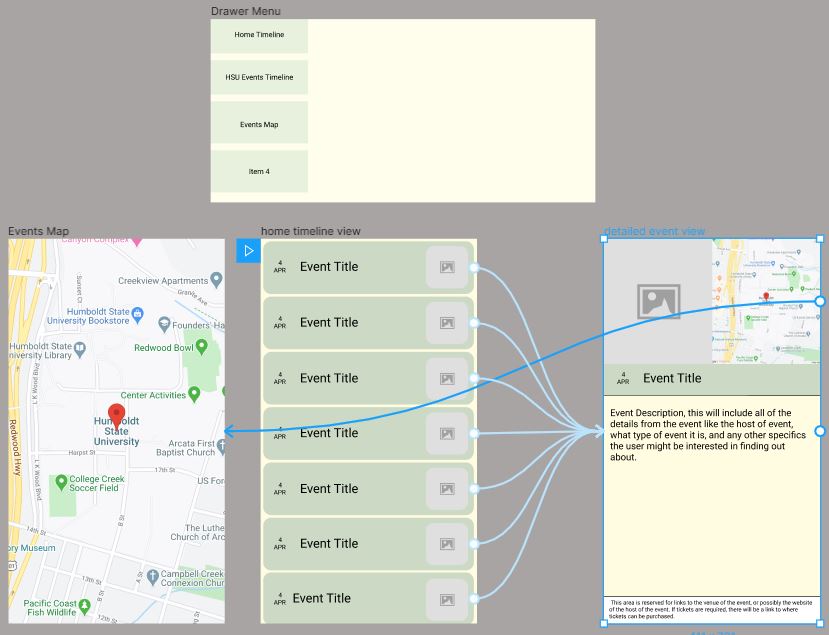 Drawer Menu
Home Timeline
HSU Events Timeline
Events Map
Item 4
Events Map
home timeline view
detailed event view
Canyon Complex
Sunset Ct
Creekview Apartments
Granite Ave
Humboldt State
University Bookstore
Founders' Ha
Humboldt State
niversity Library
Redwood Bowl
L K Wood Blvd
Center Activities
Humboldt
State
University
Redwood Hwy
Arcata First
Baptist Church
Harpst St
L K Wood Blvd
17th St
College Creek
Soccer Field
US For
B St
14th St
The Luthe
Church of Arc
ory Museum
101
13th St
A St
Campbell Creek
Connexion Churc
B St
Pacific Coast
Fish Wildlife
12th St
4
APR
Event Title
4
APR
Event Title
4
APR
Event Title
4
APR
Event Title
4
APR
Event Title
4
APR
Event Title
4
APR
Event Title
4
APR
Event Title
Event Description, this will include all of the
details from the event like the host of event,
what type of event it is, and any other specifics
the user might be interested in finding out
about.
This area is reserved for links to the venue of the event, or possibly the website
of the host of the event. If tickets are required, there will be a link to where
tickets can be purchased.